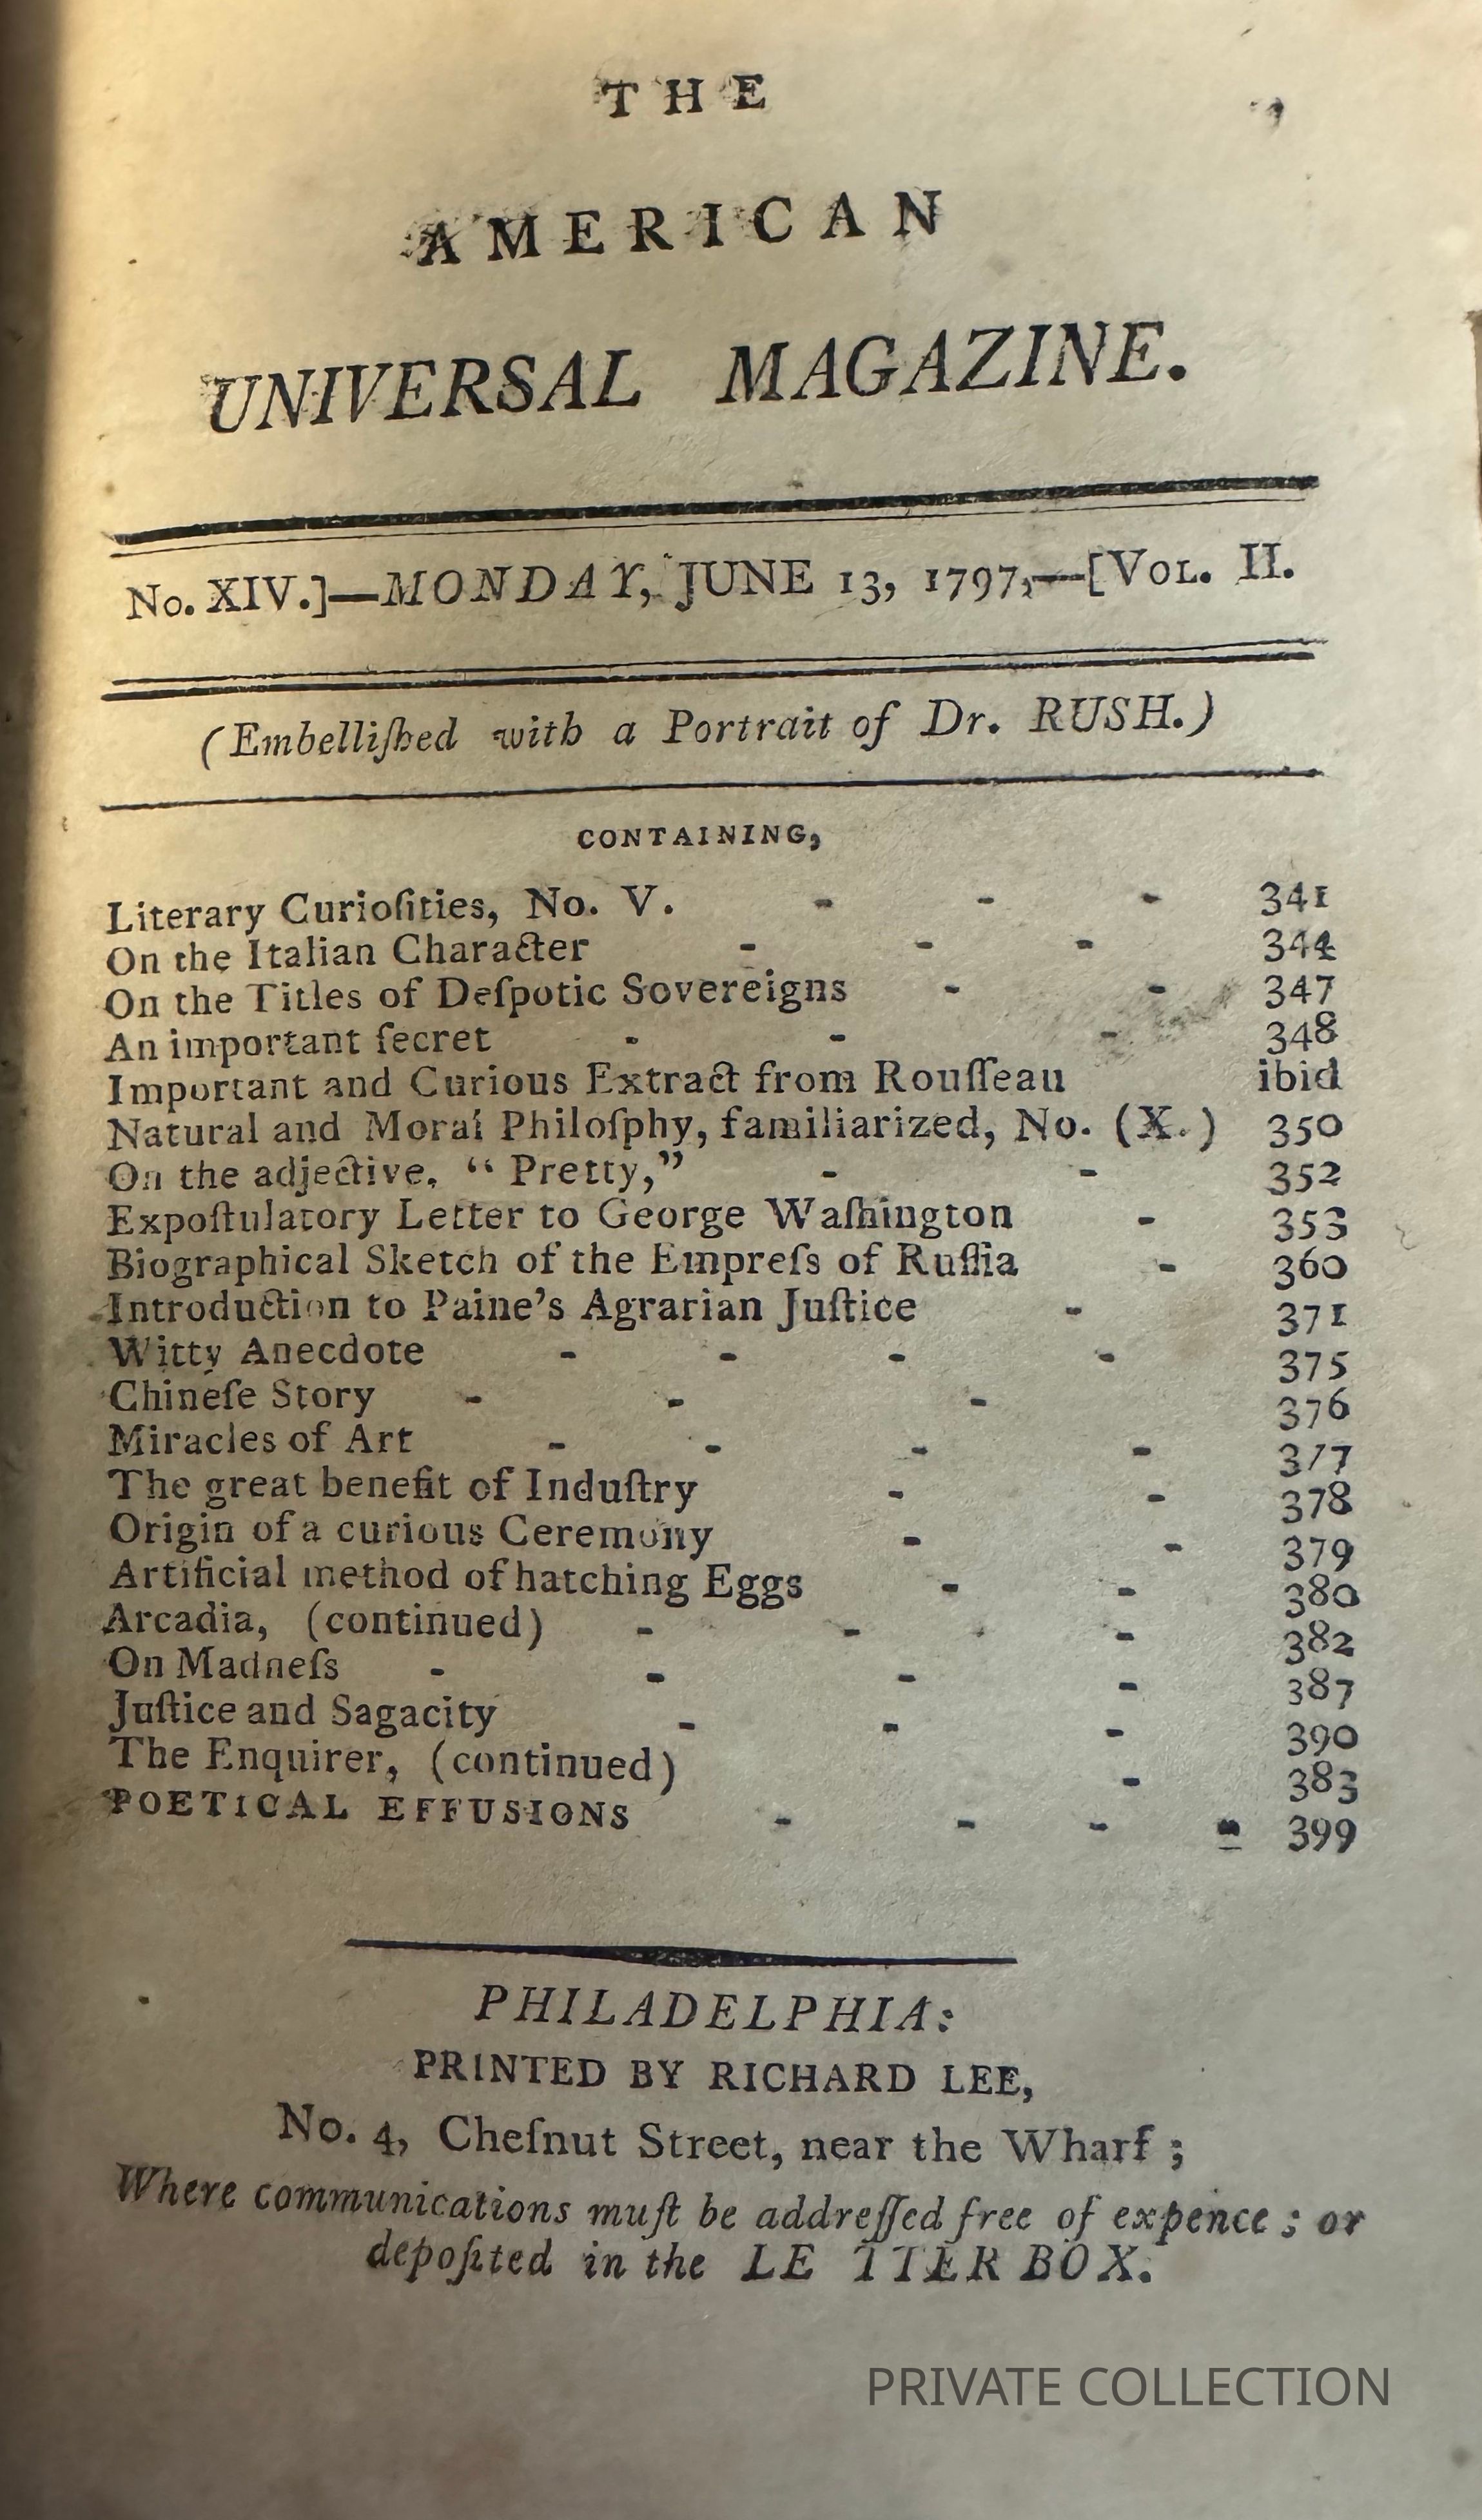 THE
AMERICAN
UNIVERSAL MAGAZINE.
No. XIV.]—MONDAY, JUNE 13, 1797,—[VOL. II.
(Embelliſhed with a Portrait of Dr. RUSH.)
CONTAINING,
Literary Curioſities, No. V. - - - 341
On the Italian Character - - - 344
On the Titles of Deſpotic Sovereigns - - 347
An important ſecret - - - 348
Important and Curious Extract from Rouſſeau ibid
Natural and Moral Philoſphy, familiarized, No. (X.) 350
On the adjective, “Pretty,” - - 352
Expoſtulatory Letter to George Waſhington - 353
Biographical Sketch of the Empreſs of Ruſſia - 360
Introduction to Paine's Agrarian Juſtice - 371
Witty Anecdote - - - - 375
Chineſe Story - - - 376
Miracles of Art - - - - 377
The great benefit of Induſtry - - 378
Origin of a curious Ceremony - - 379
Artificial method of hatching Eggs - - 380
Arcadia, (continued) - - - 382
On Madneſs - - - - 387
Juſtice and Sagacity - - - 390
The Enquirer, (continued) - 383
POETICAL EFFUSIONS - - - - 399
PHILADELPHIA:
PRINTED BY RICHARD LEE,
No. 4, Cheſnut Street, near the Wharf;
Where communications muſt be addreſſed free of expence; or
depoſited in the LETTER BOX.
PRIVATE COLLECTION